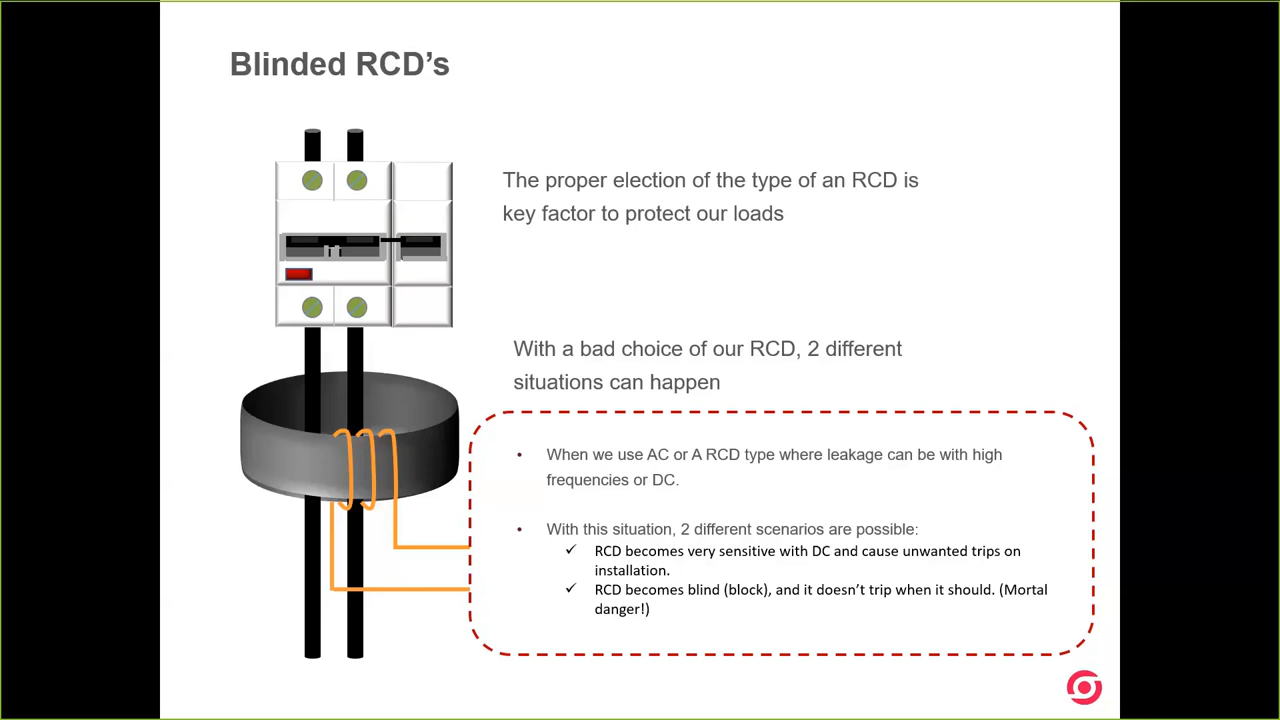 Blinded RCD's
The proper election of the type of an RCD is
key factor to protect our loads
With a bad choice of our RCD, 2 different
situations can happen
• When we use AC or A RCD type where leakage can be with high
frequencies or DC.
• With this situation, 2 different scenarios are possible:
✓ RCD becomes very sensitive with DC and cause unwanted trips on
installation.
✓ RCD becomes blind (block), and it doesn't trip when it should. (Mortal
danger!)